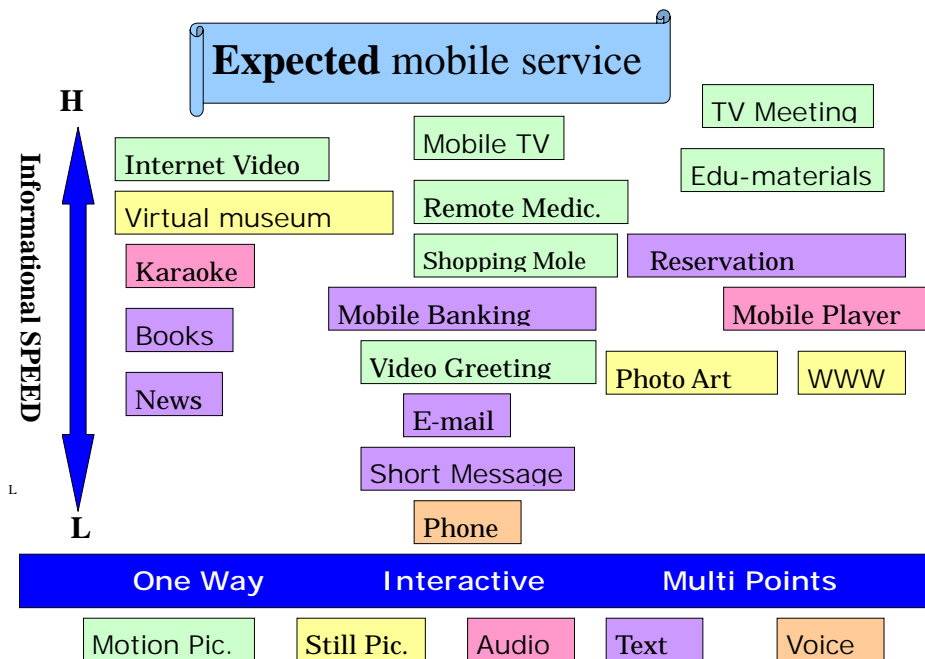 Expected mobile service
H
TV Meeting
Mobile TV
Internet Video
Edu-materials
Remote Medic.
Virtual museum
Karaoke
Shopping Mole
Reservation
Informational SPEED
Mobile Banking
Mobile Player
Books
Video Greeting
Photo Art
WWW
News
E-mail
Short Message
L
L
Phone
One Way Interactive Multi Points
Motion Pic. Still Pic. Audio Text Voice